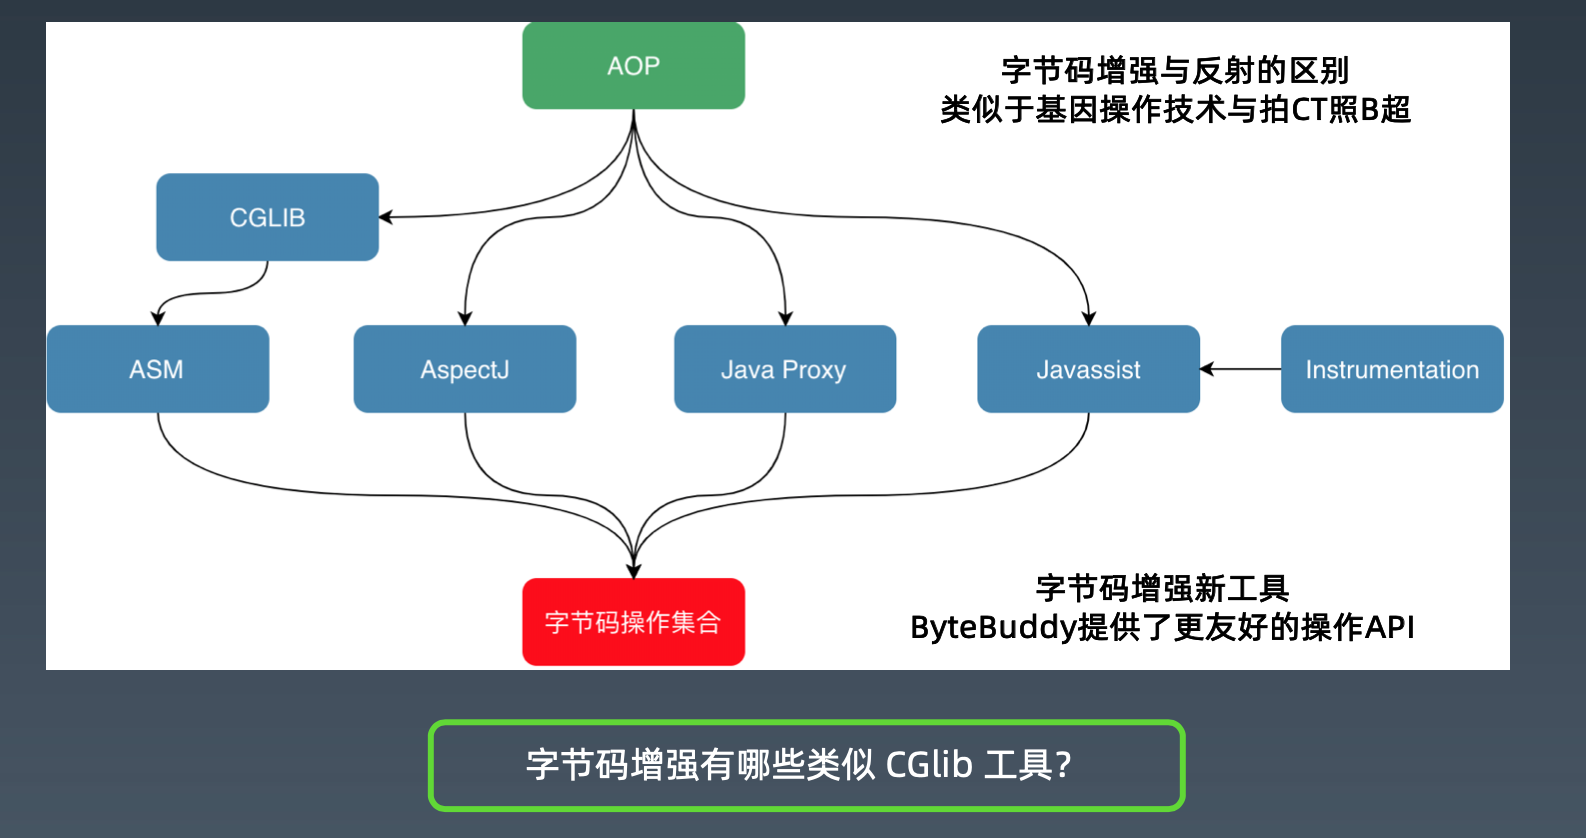 AOP
字节码增强与反射的区别
类似于基因操作技术与拍CT照B超
CGLIB
ASM
AspectJ
Java Proxy
Javassist
Instrumentation
字节码操作集合
字节码增强新工具
ByteBuddy提供了更友好的操作API
字节码增强有哪些类似 CGlib 工具?